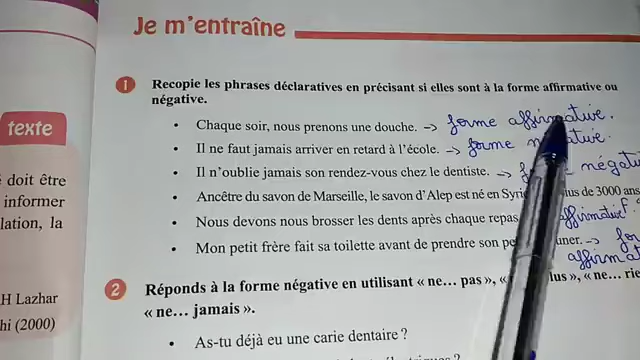 Je m'entraîne
1 Recopie les phrases déclaratives en précisant si elles sont à la forme affirmative ou
négative.
• Chaque soir, nous prenons une douche. -> forme affirmative.
• Il ne faut jamais arriver en retard à l'école. -> forme
• Il n'oublie jamais son rendez-vous chez le dentiste. ->
• Ancêtre du savon de Marseille, le savon d'Alep est né en de 3000 ans
• Nous devons nous brosser les dents après chaque repas
• Mon petit frère fait sa toilette avant de prendre son ->
2 Réponds à la forme négative en utilisant « ne... pas », « », « ne...
« ne... jamais ».
• As-tu déjà eu une carie dentaire ?
texte
doit être
informer
lation, la
H Lazhar
hi (2000)